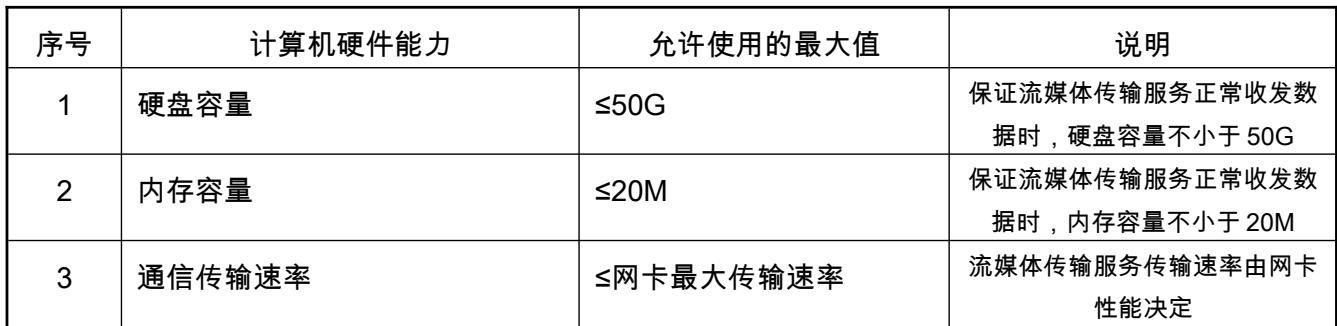 序号 计算机硬件能力 允许使用的最大值 说明
1 硬盘容量 ≤50G 保证流媒体传输服务正常收发数
据时，硬盘容量不小于 50G
2 内存容量 ≤20M 保证流媒体传输服务正常收发数
据时，内存容量不小于 20M
3 通信传输速率 ≤网卡最大传输速率 流媒体传输服务传输速率由网卡
性能决定